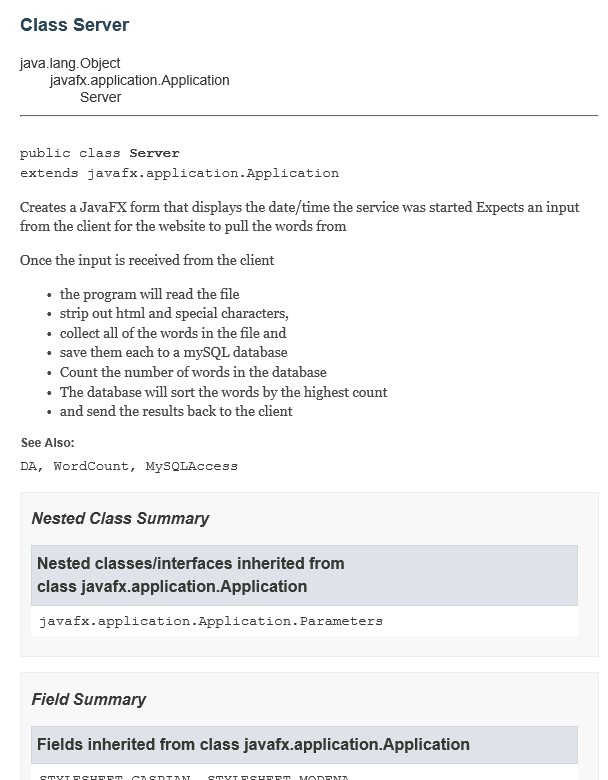 Class Server
java.lang.Object
javafx.application.Application
Server
public class Server
extends javafx.application.Application
Creates a JavaFX form that displays the date/time the service was started Expects an input
from the client for the website to pull the words from
Once the input is received from the client
• the program will read the file
• strip out html and special characters,
• collect all of the words in the file and
• save them each to a mySQL database
• Count the number of words in the database
• The database will sort the words by the highest count
• and send the results back to the client
See Also:
DA, WordCount, MySQLAccess
Nested Class Summary
Nested classes/interfaces inherited from
class javafx.application.Application
javafx.application.Application.Parameters
Field Summary
Fields inherited from class javafx.application.Application
STYLESHEET_CASPIAN, STYLESHEET_MODENA